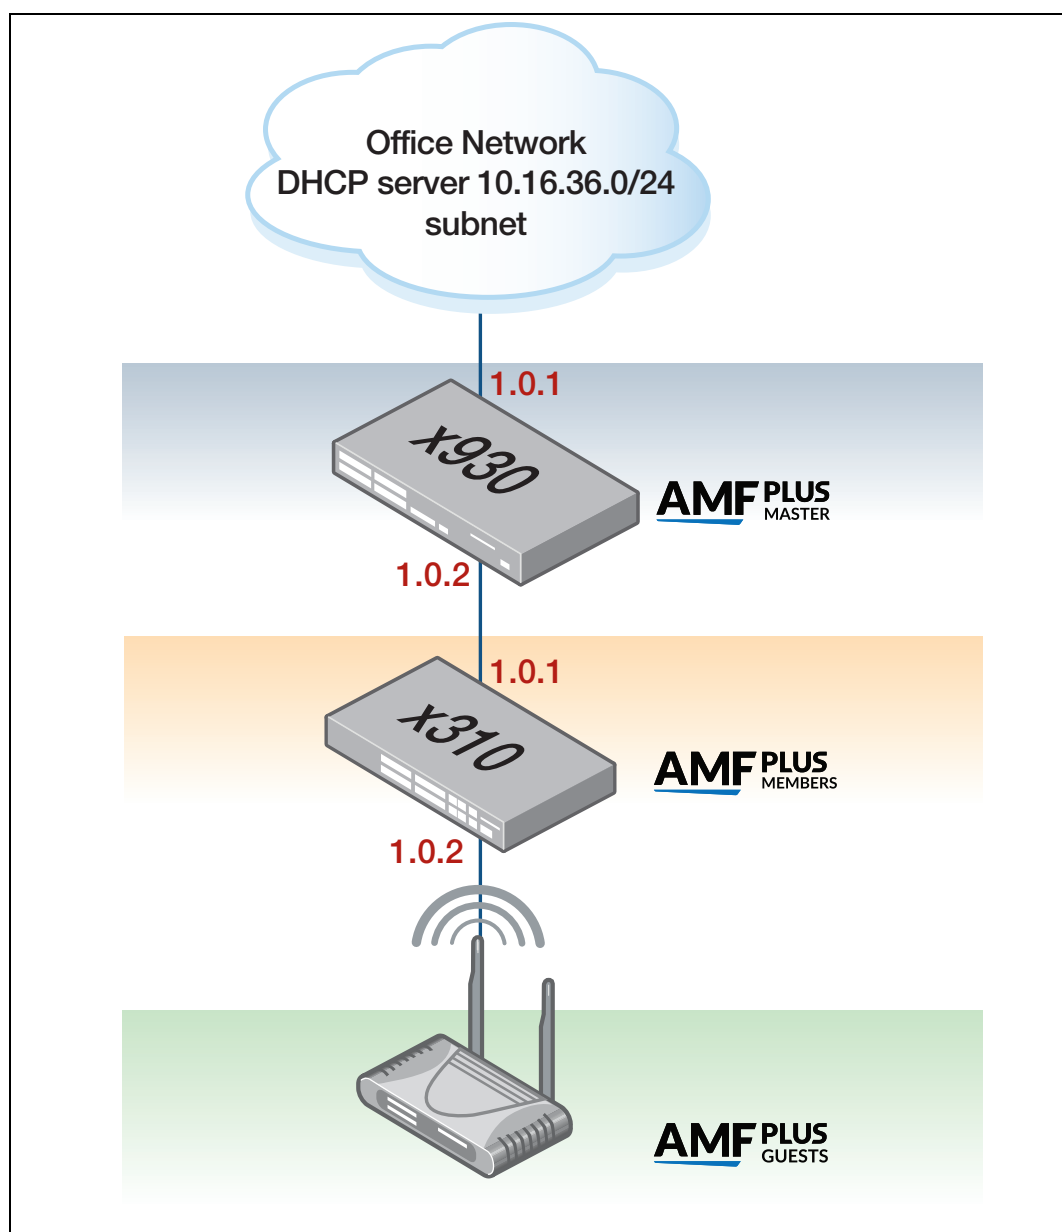 Office Network
DHCP server 10.16.36.0/24
subnet
1.0.1
x930
AMF PLUS
MASTER
1.0.2
1.0.1
x310
AMF PLUS
MEMBERS
1.0.2
AMF PLUS
GUESTS